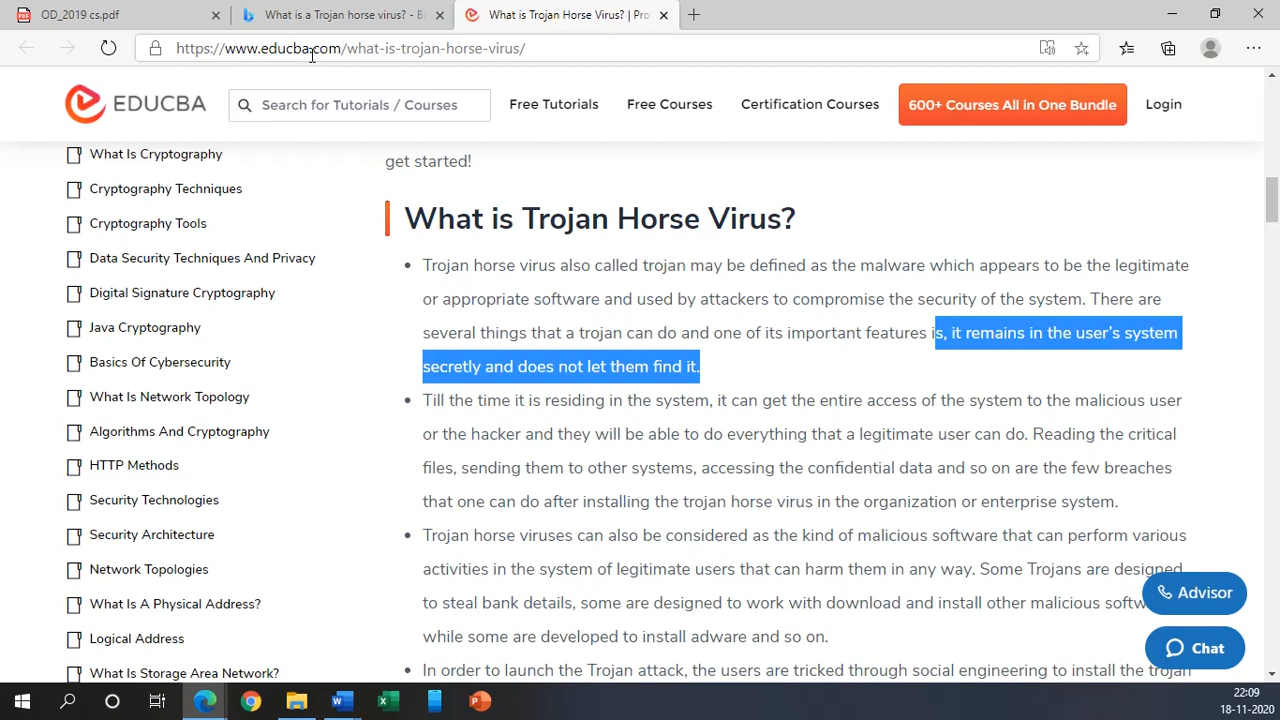 OD_2019 cs.pdf
What is a Trojan horse virus? - Bi
What is Trojan Horse Virus? | Pro
https://www.educba.com/what-is-trojan-horse-virus/
EDUCBA
Search for Tutorials / Courses
Free Tutorials
Free Courses
Certification Courses
600+ Courses All in One Bundle
Login
What Is Cryptography
Cryptography Techniques
Cryptography Tools
Data Security Techniques And Privacy
Digital Signature Cryptography
Java Cryptography
Basics Of Cybersecurity
What Is Network Topology
Algorithms And Cryptography
HTTP Methods
Security Technologies
Security Architecture
Network Topologies
What Is A Physical Address?
Logical Address
What Is Storage Area Network?
get started!
What is Trojan Horse Virus?
• Trojan horse virus also called trojan may be defined as the malware which appears to be the legitimate
or appropriate software and used by attackers to compromise the security of the system. There are
several things that a trojan can do and one of its important features is, it remains in the user's system
secretly and does not let them find it.
• Till the time it is residing in the system, it can get the entire access of the system to the malicious user
or the hacker and they will be able to do everything that a legitimate user can do. Reading the critical
files, sending them to other systems, accessing the confidential data and so on are the few breaches
that one can do after installing the trojan horse virus in the organization or enterprise system.
• Trojan horse viruses can also be considered as the kind of malicious software that can perform various
activities in the system of legitimate users that can harm them in any way. Some Trojans are designed
to steal bank details, some are designed to work with download and install other malicious softw
while some are developed to install adware and so on.
• In order to launch the Trojan attack, the users are tricked through social engineering to install the trojan
Advisor
Chat
22:09
18-11-2020